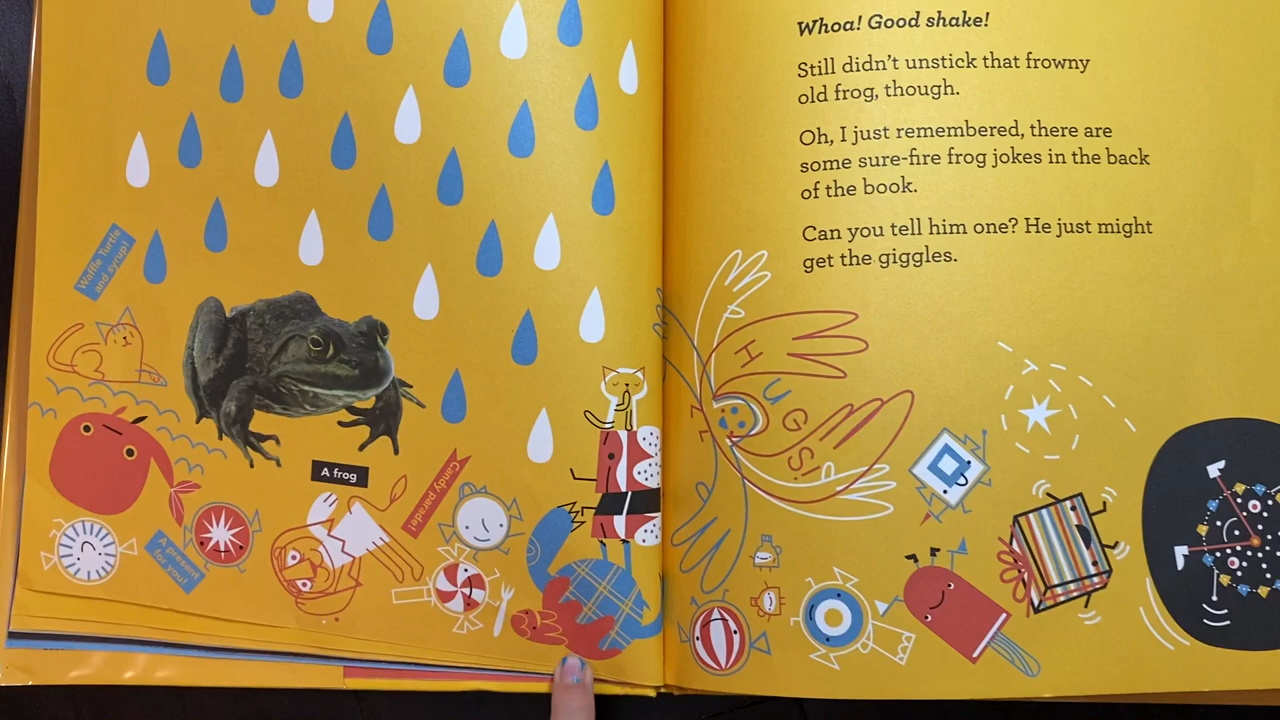 Waffle Turtle
and syrup!
A frog
Candy parade!
A present
for you!
Whoa! Good shake!
Still didn't unstick that frowny
old frog, though.
Oh, I just remembered, there are
some sure-fire frog jokes in the back
of the book.
Can you tell him one? He just might
get the giggles.
HUGS!
ZZ